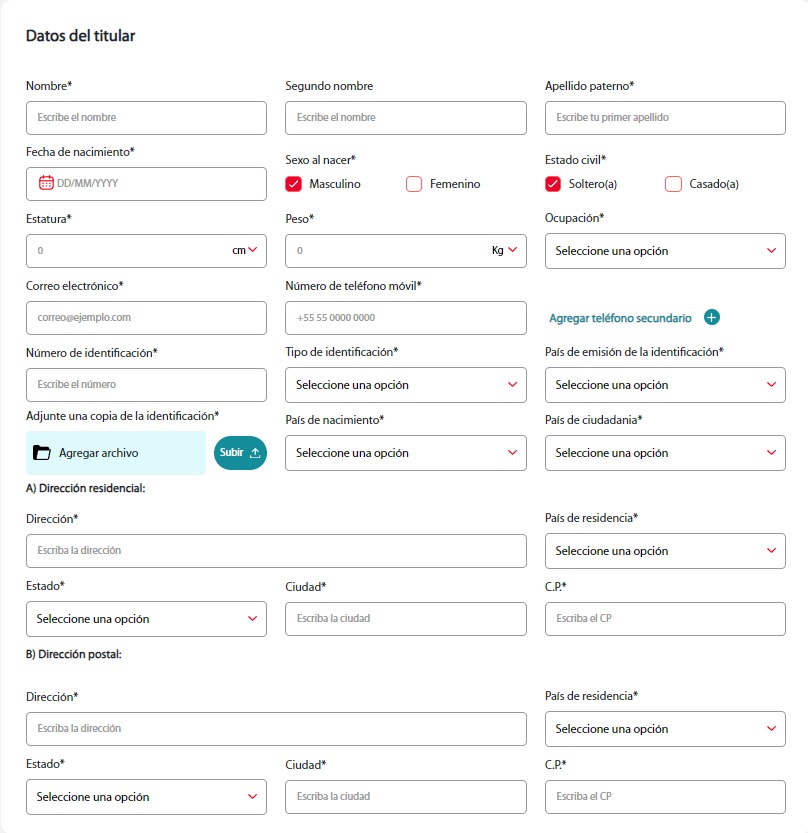 Datos del titular
Nombre* Segundo nombre Apellido paterno*
Escribe el nombre Escribe el nombre Escribe tu primer apellido
Fecha de nacimiento* Sexo al nacer* Estado civil*
DD/MM/YYYY Masculino Femenino Soltero(a) Casado(a)
Estatura* Peso* Ocupación*
0 cm 0 Kg Seleccione una opción
Correo electrónico* Número de teléfono móvil*
correo@ejemplo.com +55 55 0000 0000 Agregar teléfono secundario
Número de identificación* Tipo de identificación* País de emisión de la identificación*
Escribe el número Seleccione una opción Seleccione una opción
Adjunte una copia de la identificación* País de nacimiento* País de ciudadania*
Agregar archivo Subir Seleccione una opción Seleccione una opción
A) Dirección residencial:
Dirección* País de residencia*
Escriba la dirección Seleccione una opción
Estado* Ciudad* C.P.*
Seleccione una opción Escriba la ciudad Escriba el CP
B) Dirección postal:
Dirección* País de residencia*
Escriba la dirección Seleccione una opción
Estado* Ciudad* C.P.*
Seleccione una opción Escriba la ciudad Escriba el CP